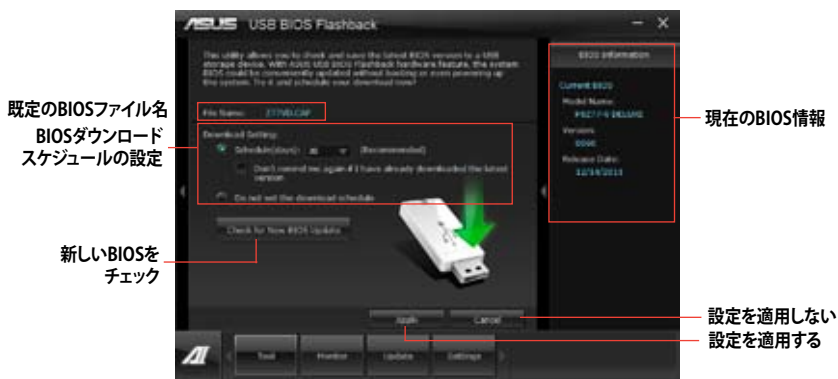 ASUS USB BIOS Flashback
This utility allows you to check and save the latest BIOS version to a USB
storage device. With ASUS USB BIOS Flashback hardware feature, the system
BIOS could be conveniently updated without booting or even powering up
the system. Try it and schedule your download now!
File Name: Z77VD.CAP
Download Setting:
Schedule(days):
(Recommended)
Don't remind me again if I have already downloaded the latest
version
Do not set the download schedule
Check for New BIOS Update
Apply
Cancel
Tool
Monitor
Update
Settings
BIOS Information
Current BIOS
Model Name:
P8Z77-V DELUXE
Version:
Release Date:
既定のBIOSファイル名
BIOSダウンロード
スケジュールの設定
新しいBIOSを
チェック
現在のBIOS情報
設定を適用しない
設定を適用する